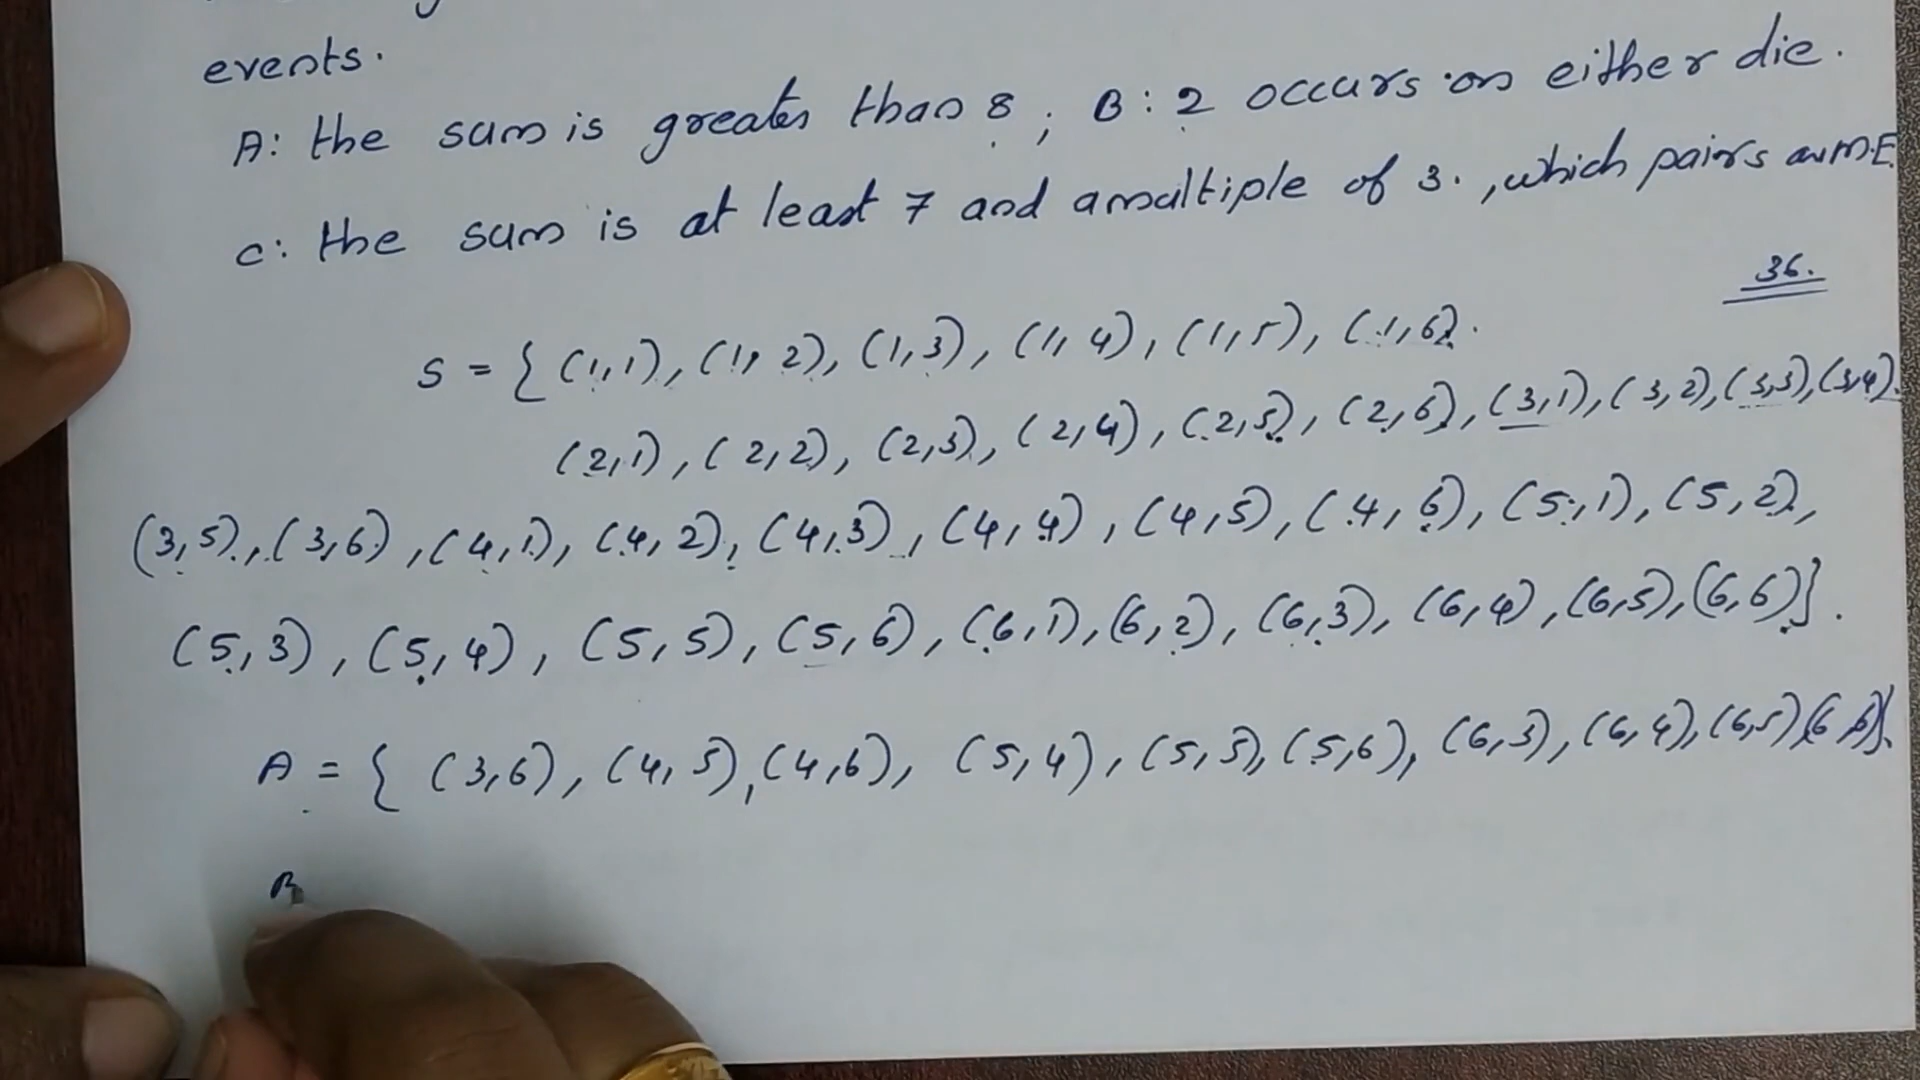 events.
A: the sum is greater than 8 ; B : 2 occurs on either die.
C: the sum is at least 7 and a multiple of 3. , which pairs are M.E
36.
S = { (1,1), (1, 2), (1,3), (1, 4), (1,5), (1,6).
(2,1), (2,2), (2,3), (2,4), (2,5), (2,6), (3,1), (3,2), (3,3), (3,4).
(3,5), (3,6), (4,1), (4,2), (4,3), (4,4), (4,5), (4,6), (5,1), (5,2),
(5,3), (5,4), (5,5), (5,6), (6,1), (6,2), (6,3), (6,4), (6,5), (6,6)}.
A = { (3,6), (4,5), (4,6), (5,4), (5,5), (5,6), (6,3), (6,4), (6,5) (6,6)}.
B